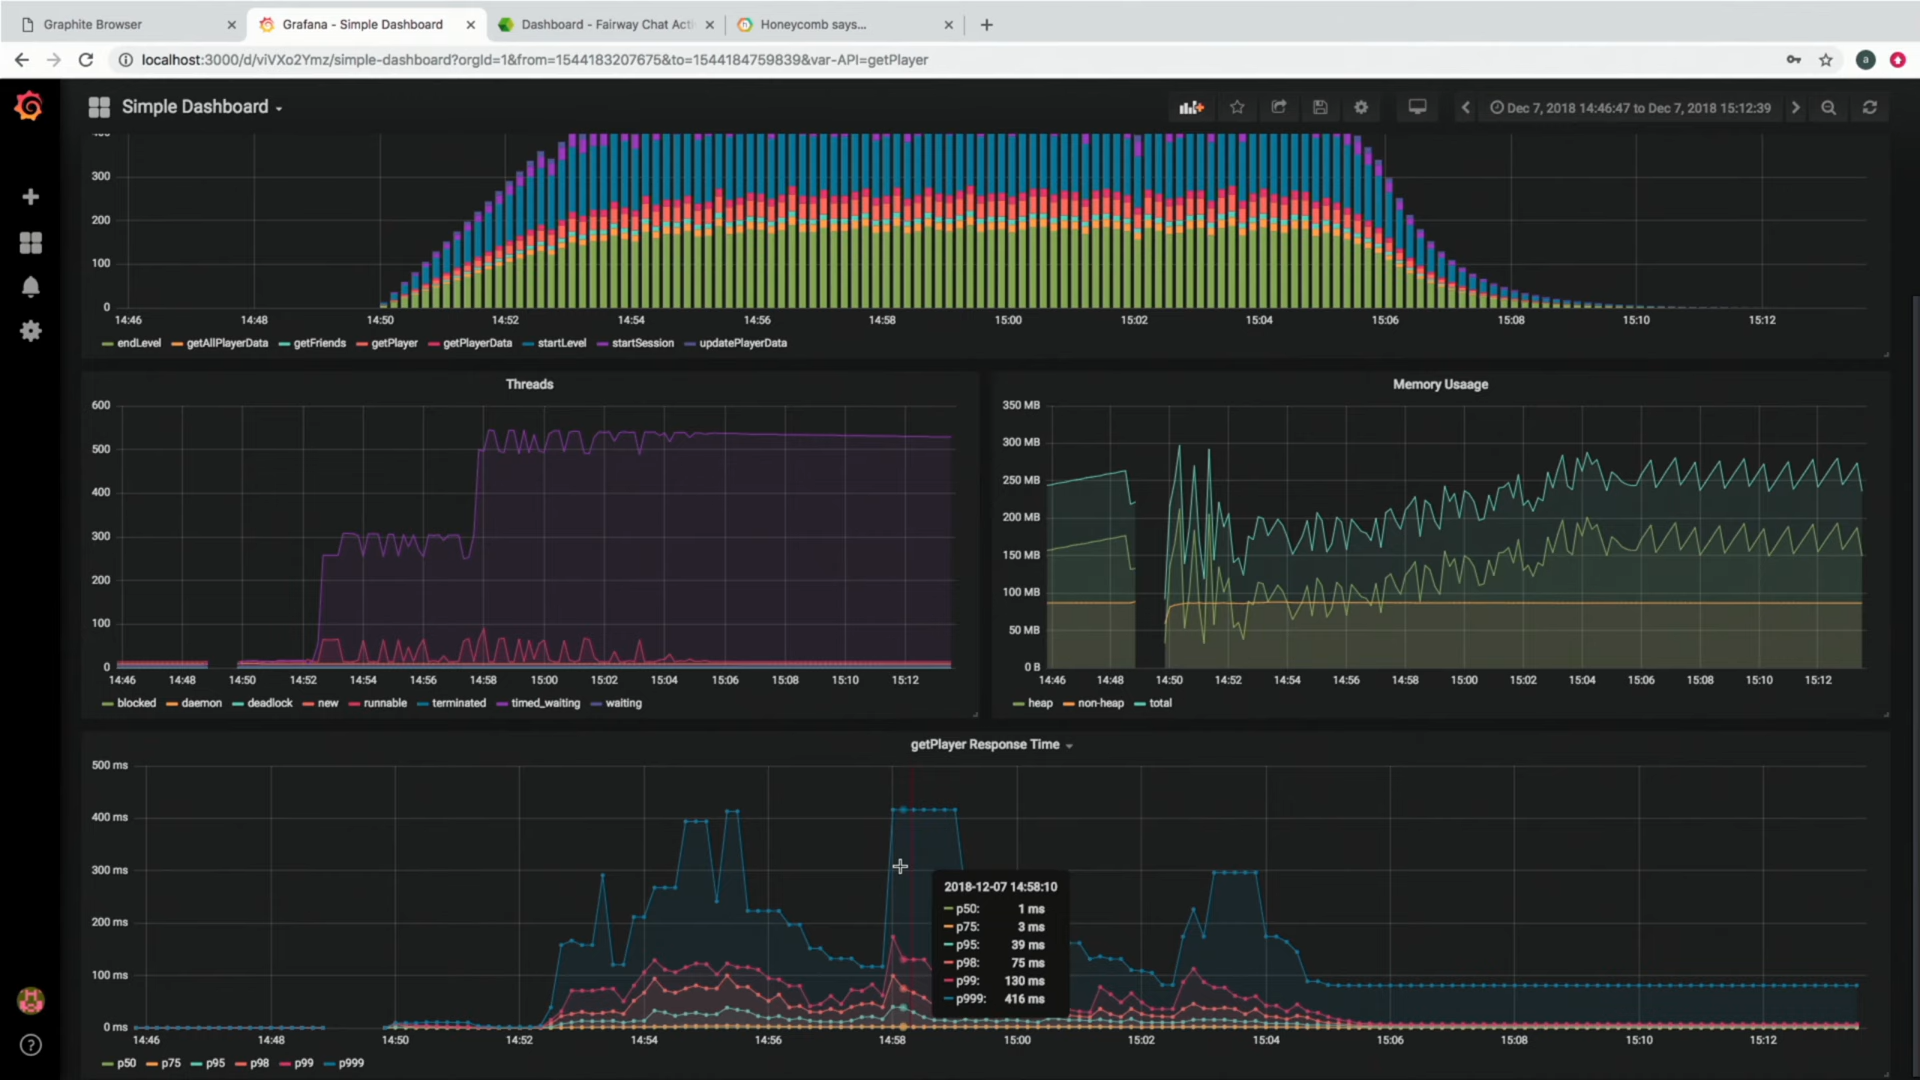 Graphite Browser
Grafana - Simple Dashboard
Dashboard - Fairway Chat Acti
Honeycomb says...
localhost:3000/d/viVXo2Ymz/simple-dashboard?orgId=1&from=1544183207675&to=1544184759839&var-API=getPlayer
a
Simple Dashboard
Dec 7, 2018 14:46:47 to Dec 7, 2018 15:12:39
400
300
200
100
0
14:46 14:48 14:50 14:52 14:54 14:56 14:58 15:00 15:02 15:04 15:06 15:08 15:10 15:12
endLevel getAllPlayerData getFriends getPlayer getPlayerData startLevel startSession updatePlayerData
Threads
600
500
400
300
200
100
0
14:46 14:48 14:50 14:52 14:54 14:56 14:58 15:00 15:02 15:04 15:06 15:08 15:10 15:12
blocked daemon deadlock new runnable terminated timed_waiting waiting
Memory Usaage
350 MB
300 MB
250 MB
200 MB
150 MB
100 MB
50 MB
0 B
14:46 14:48 14:50 14:52 14:54 14:56 14:58 15:00 15:02 15:04 15:06 15:08 15:10 15:12
heap non-heap total
getPlayer Response Time
500 ms
400 ms
300 ms
200 ms
100 ms
0 ms
14:46 14:48 14:50 14:52 14:54 14:56 14:58 15:00 15:02 15:04 15:06 15:08 15:10 15:12
p50 p75 p95 p98 p99 p999
2018-12-07 14:58:10
p50: 1 ms
p75: 3 ms
p95: 39 ms
p98: 75 ms
p99: 130 ms
p999: 416 ms